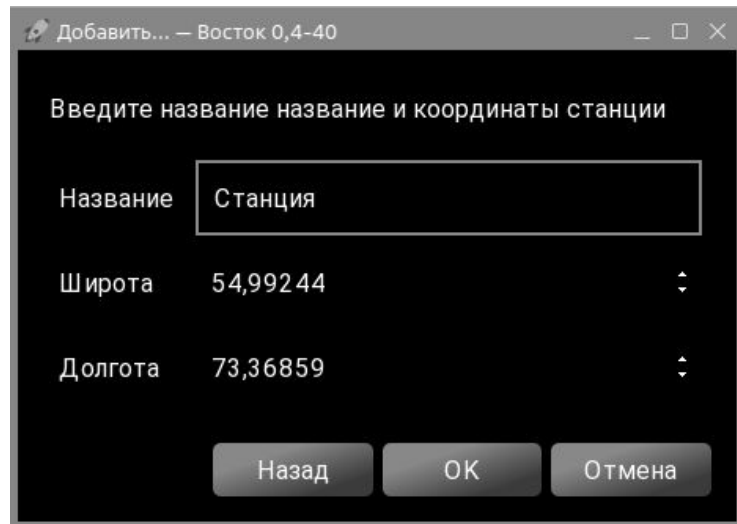 Добавить... — Восток 0,4-40
Введите название название и координаты станции
Название Станция
Широта 54,99244
Долгота 73,36859
Назад OK Отмена